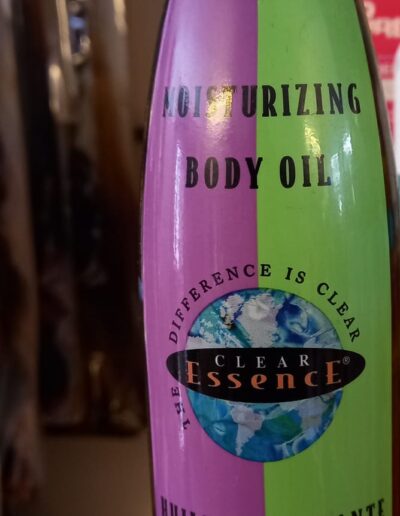 MOISTURIZING
BODY OIL
THE DIFFERENCE IS CLEAR
CLEAR
ESSENCE®